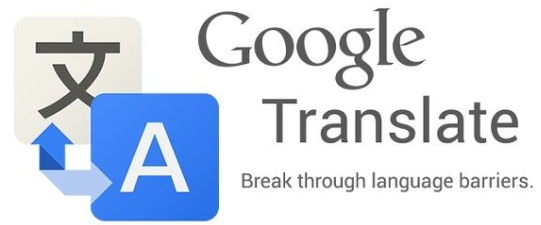 文
A
Google
Translate
Break through language barriers.